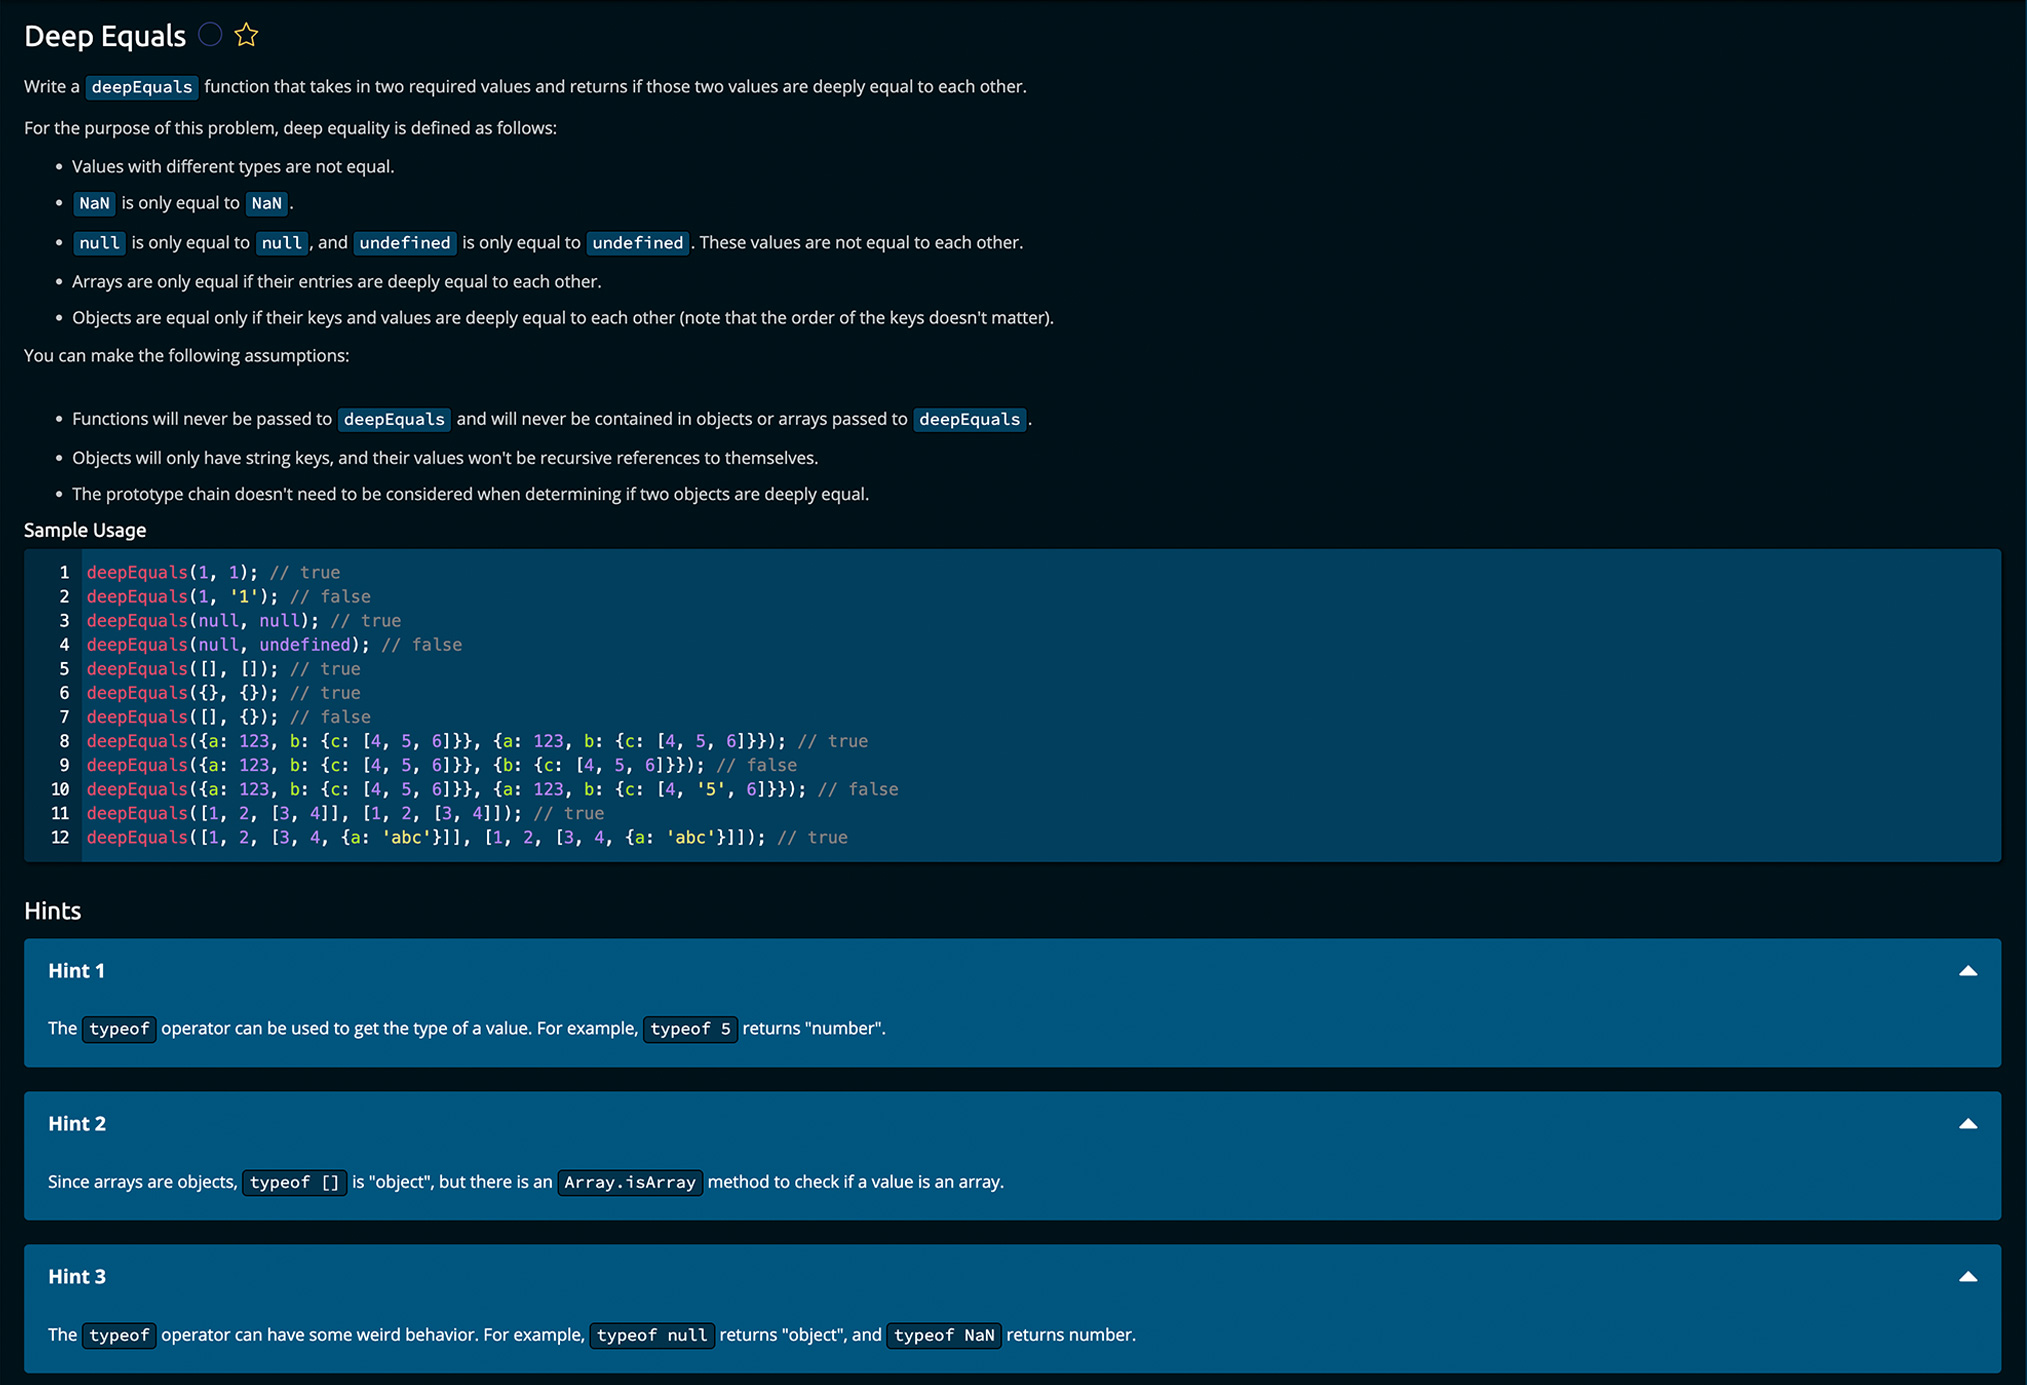 Deep Equals
Write a deepEquals function that takes in two required values and returns if those two values are deeply equal to each other.
For the purpose of this problem, deep equality is defined as follows:
• Values with different types are not equal.
• NaN is only equal to NaN.
• null is only equal to null, and undefined is only equal to undefined. These values are not equal to each other.
• Arrays are only equal if their entries are deeply equal to each other.
• Objects are equal only if their keys and values are deeply equal to each other (note that the order of the keys doesn't matter).
You can make the following assumptions:
• Functions will never be passed to deepEquals and will never be contained in objects or arrays passed to deepEquals.
• Objects will only have string keys, and their values won't be recursive references to themselves.
• The prototype chain doesn't need to be considered when determining if two objects are deeply equal.
Sample Usage
1 deepEquals(1, 1); // true
2 deepEquals(1, '1'); // false
3 deepEquals(null, null); // true
4 deepEquals(null, undefined); // false
5 deepEquals([], []); // true
6 deepEquals({}, {}); // true
7 deepEquals([], {}); // false
8 deepEquals({a: 123, b: {c: [4, 5, 6]}}, {a: 123, b: {c: [4, 5, 6]}}); // true
9 deepEquals({a: 123, b: {c: [4, 5, 6]}}, {b: {c: [4, 5, 6]}}); // false
10 deepEquals({a: 123, b: {c: [4, 5, 6]}}, {a: 123, b: {c: [4, '5', 6]}}); // false
11 deepEquals([1, 2, [3, 4]], [1, 2, [3, 4]]); // true
12 deepEquals([1, 2, [3, 4, {a: 'abc'}]], [1, 2, [3, 4, {a: 'abc'}]]); // true
Hints
Hint 1
The typeof operator can be used to get the type of a value. For example, typeof 5 returns "number".
Hint 2
Since arrays are objects, typeof [] is "object", but there is an Array.isArray method to check if a value is an array.
Hint 3
The typeof operator can have some weird behavior. For example, typeof null returns "object", and typeof NaN returns number.